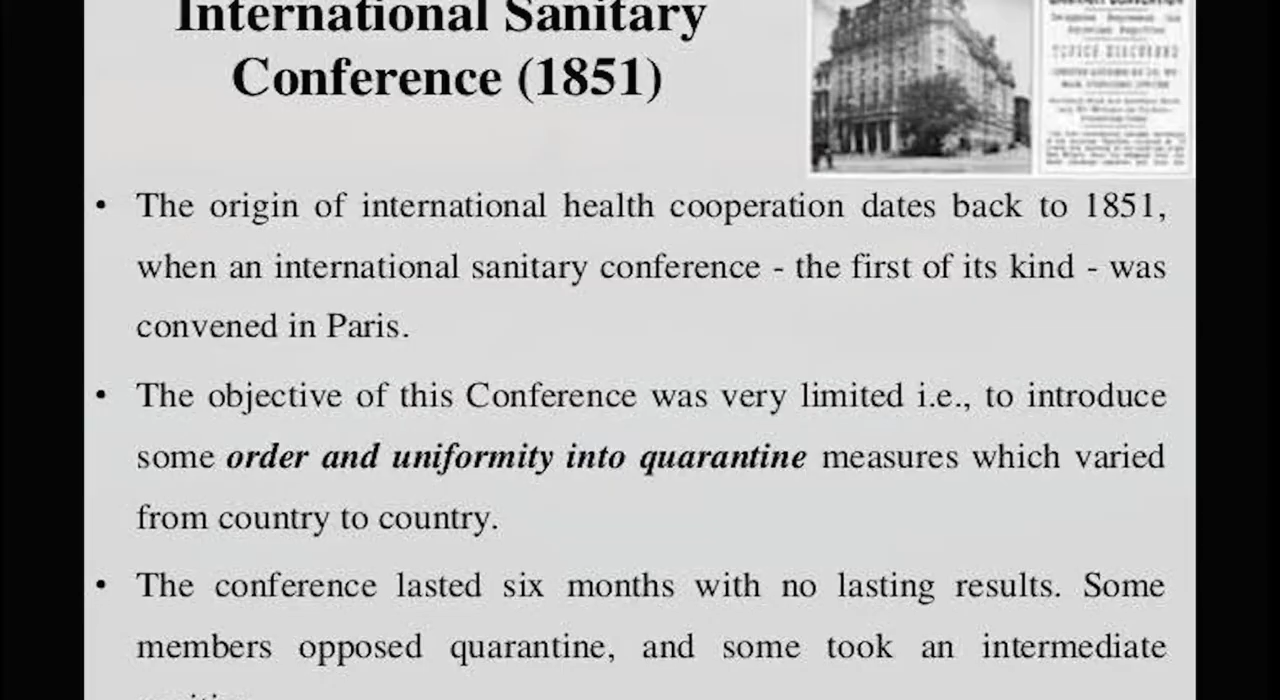 International Sanitary
Conference (1851)
• The origin of international health cooperation dates back to 1851,
when an international sanitary conference - the first of its kind - was
convened in Paris.
• The objective of this Conference was very limited i.e., to introduce
some order and uniformity into quarantine measures which varied
from country to country.
• The conference lasted six months with no lasting results. Some
members opposed quarantine, and some took an intermediate